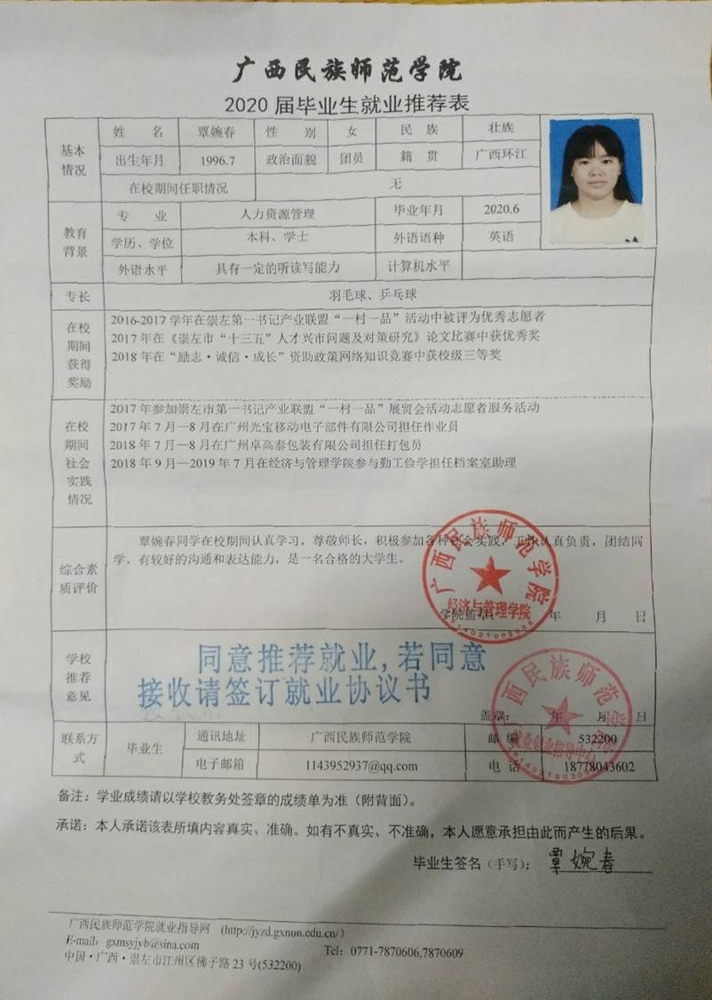 广西民族师范学院
2020 届毕业生就业推荐表
基本情况
姓 名 覃婉春 性 别 女 民 族 壮族
出生年月 1996.7 政治面貌 团员 籍 贯 广西环江
在校期间任职情况 无
教育背景
专 业 人力资源管理 毕业年月 2020.6
学历、学位 本科、学士 外语语种 英语
外语水平 具有一定的听读写能力 计算机水平
专长 羽毛球、乒乓球
在校期间获得奖励
2016-2017 学年在崇左第一书记产业联盟“一村一品”活动中被评为优秀志愿者
2017 年在《崇左市“十三五”人才兴市问题及对策研究》论文比赛中获优秀奖
2018 年在“励志·诚信·成长”资助政策网络知识竞赛中获校级三等奖
在校期间社会实践情况
2017 年参加崇左市第一书记产业联盟“一村一品”展贸会活动志愿者服务活动
2017 年 7 月—8 月在广州光宝移动电子部件有限公司担任作业员
2018 年 7 月—8 月在广州卓高泰包装有限公司担任打包员
2018 年 9 月—2019 年 7 月在经济与管理学院参与勤工俭学担任档案室助理
综合素质评价
覃婉春同学在校期间认真学习，尊敬师长，积极参加各种社会实践，工作认真负责，团结同
学，有较好的沟通和表达能力，是一名合格的大学生。
广西民族师范学院
经济与管理学院
学院盖章： 年 月 日
学校推荐意见
同意推荐就业,若同意
接收请签订就业协议书
广西民族师范学院
就业创业指导中心
盖章： 年 月 日
联系方式
毕业生 通讯地址 广西民族师范学院 邮 编 532200
电子邮箱 1143952937@qq.com 电 话 18778043602
备注：学业成绩请以学校教务处签章的成绩单为准（附背面）。
承诺：本人承诺该表所填内容真实、准确。如有不真实、不准确，本人愿意承担由此而产生的后果。
毕业生签名（手写）：覃婉春
广西民族师范学院就业指导网 （http://jyzd.gxnun.edu.cn/）
E-mail：gxmsyjyb@sina.com Tel：0771-7870606,7870609
中国·广西·崇左市江州区佛子路 23 号(532200)